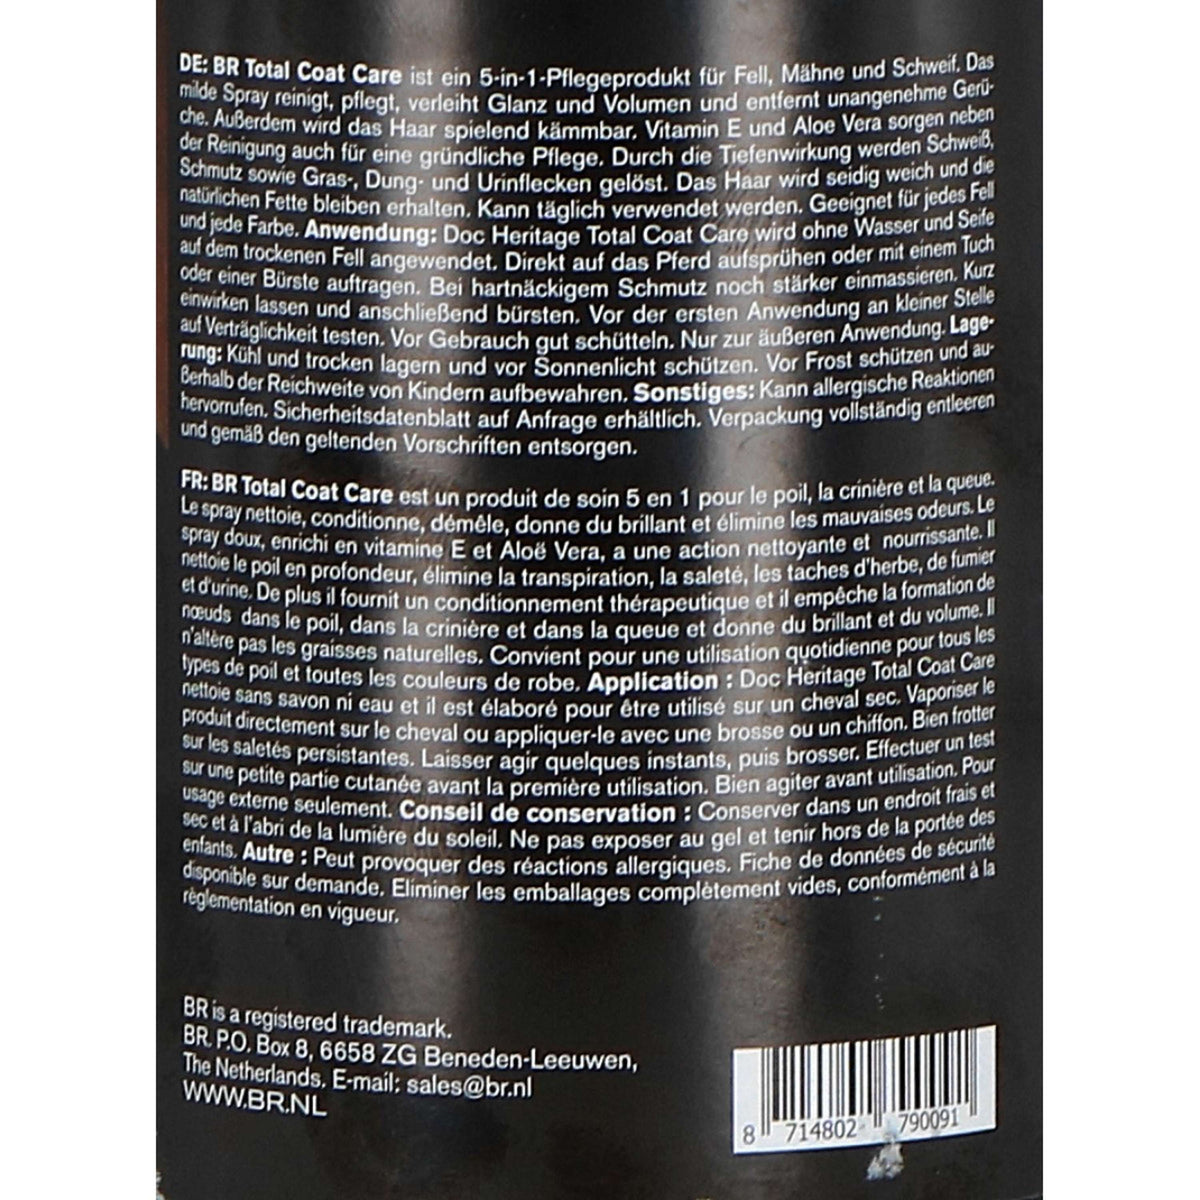 DE: BR Total Coat Care ist ein 5-in-1-Pflegeprodukt für Fell, Mähne und Schweif. Das
milde Spray reinigt, pflegt, verleiht Glanz und Volumen und entfernt unangenehme Gerü-
che. Außerdem wird das Haar spielend kämmbar. Vitamin E und Aloe Vera sorgen neben
der Reinigung auch für eine gründliche Pflege. Durch die Tiefenwirkung werden Schweiß,
Schmutz sowie Gras-, Dung- und Urinflecken gelöst. Das Haar wird seidig weich und die
natürlichen Fette bleiben erhalten. Kann täglich verwendet werden. Geeignet für jedes Fell
und jede Farbe. Anwendung: Doc Heritage Total Coat Care wird ohne Wasser und Seife
auf dem trockenen Fell angewendet. Direkt auf das Pferd aufsprühen oder mit einem Tuch
oder einer Bürste auftragen. Bei hartnäckigem Schmutz noch stärker einmassieren. Kurz
einwirken lassen und anschließend bürsten. Vor der ersten Anwendung an kleiner Stelle
auf Verträglichkeit testen. Vor Gebrauch gut schütteln. Nur zur äußeren Anwendung. Lage-
rung: Kühl und trocken lagern und vor Sonnenlicht schützen. Vor Frost schützen und au-
ßerhalb der Reichweite von Kindern aufbewahren. Sonstiges: Kann allergische Reaktionen
hervorrufen. Sicherheitsdatenblatt auf Anfrage erhältlich. Verpackung vollständig entleeren
und gemäß den geltenden Vorschriften entsorgen.
FR: BR Total Coat Care est un produit de soin 5 en 1 pour le poil, la crinière et la queue.
Le spray nettoie, conditionne, démêle, donne du brillant et élimine les mauvaises odeurs. Le
spray doux, enrichi en vitamine E et Aloë Vera, a une action nettoyante et nourrissante. Il
nettoie le poil en profondeur, élimine la transpiration, la saleté, les taches d'herbe, de fumier
et d'urine. De plus il fournit un conditionnement thérapeutique et il empêche la formation de
nœuds dans le poil, dans la crinière et dans la queue et donne du brillant et du volume. Il
n'altère pas les graisses naturelles. Convient pour une utilisation quotidienne pour tous les
types de poil et toutes les couleurs de robe. Application : Doc Heritage Total Coat Care
nettoie sans savon ni eau et il est élaboré pour être utilisé sur un cheval sec. Vaporiser le
produit directement sur le cheval ou appliquer-le avec une brosse ou un chiffon. Bien frotter
sur les saletés persistantes. Laisser agir quelques instants, puis brosser. Effectuer un test
sur une petite partie cutanée avant la première utilisation. Bien agiter avant utilisation. Pour
usage externe seulement. Conseil de conservation : Conserver dans un endroit frais et
sec et à l'abri de la lumière du soleil. Ne pas exposer au gel et tenir hors de la portée des
enfants. Autre : Peut provoquer des réactions allergiques. Fiche de données de sécurité
disponible sur demande. Eliminer les emballages complètement vides, conformément à la
règlementation en vigueur.
BR is a registered trademark.
BR. P.O. Box 8, 6658 ZG Beneden-Leeuwen,
The Netherlands. E-mail: sales@br.nl
WWW.BR.NL
8 714802 790091